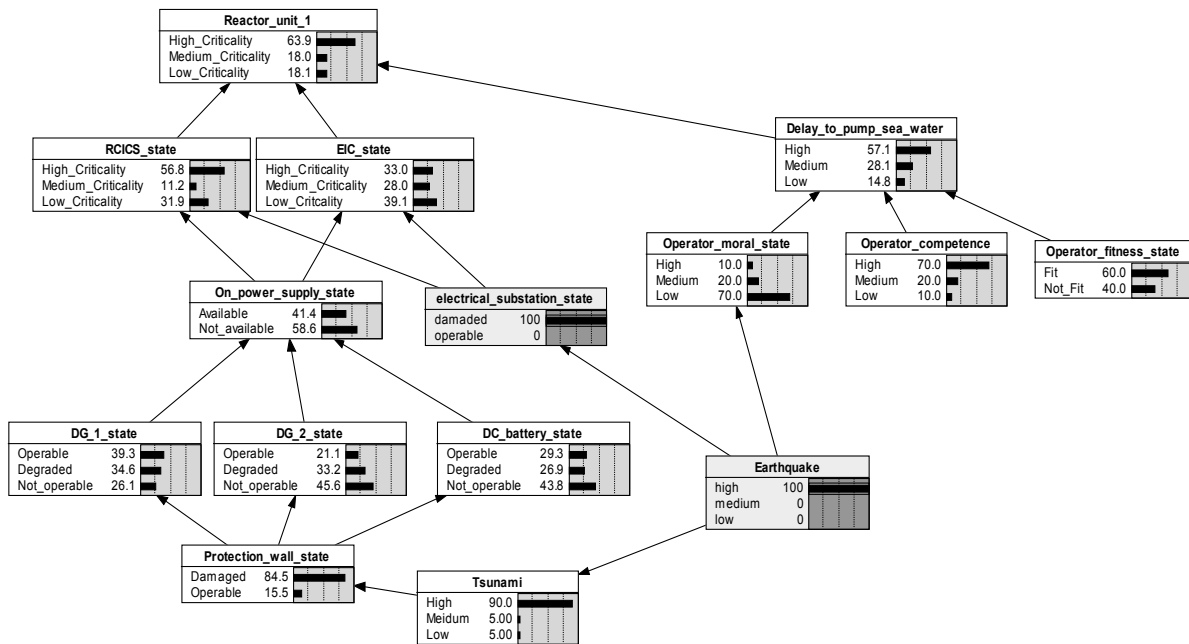 Reactor_unit_1
High_Criticality 63.9
Medium_Criticality 18.0
Low_Criticality 18.1
RCICS_state
High_Criticality 56.8
Medium_Criticality 11.2
Low_Criticality 31.9
EIC_state
High_Criticality 33.0
Medium_Criticality 28.0
Low_Critcality 39.1
Delay_to_pump_sea_water
High 57.1
Medium 28.1
Low 14.8
Operator_moral_state
High 10.0
Medium 20.0
Low 70.0
Operator_competence
High 70.0
Medium 20.0
Low 10.0
Operator_fitness_state
Fit 60.0
Not_Fit 40.0
On_power_supply_state
Available 41.4
Not_available 58.6
electrical_substation_state
damaded 100
operable 0
DG_1_state
Operable 39.3
Degraded 34.6
Not_operable 26.1
DG_2_state
Operable 21.1
Degraded 33.2
Not_operable 45.6
DC_battery_state
Operable 29.3
Degraded 26.9
Not_operable 43.8
Earthquake
high 100
medium 0
low 0
Protection_wall_state
Damaged 84.5
Operable 15.5
Tsunami
High 90.0
Meidum 5.00
Low 5.00